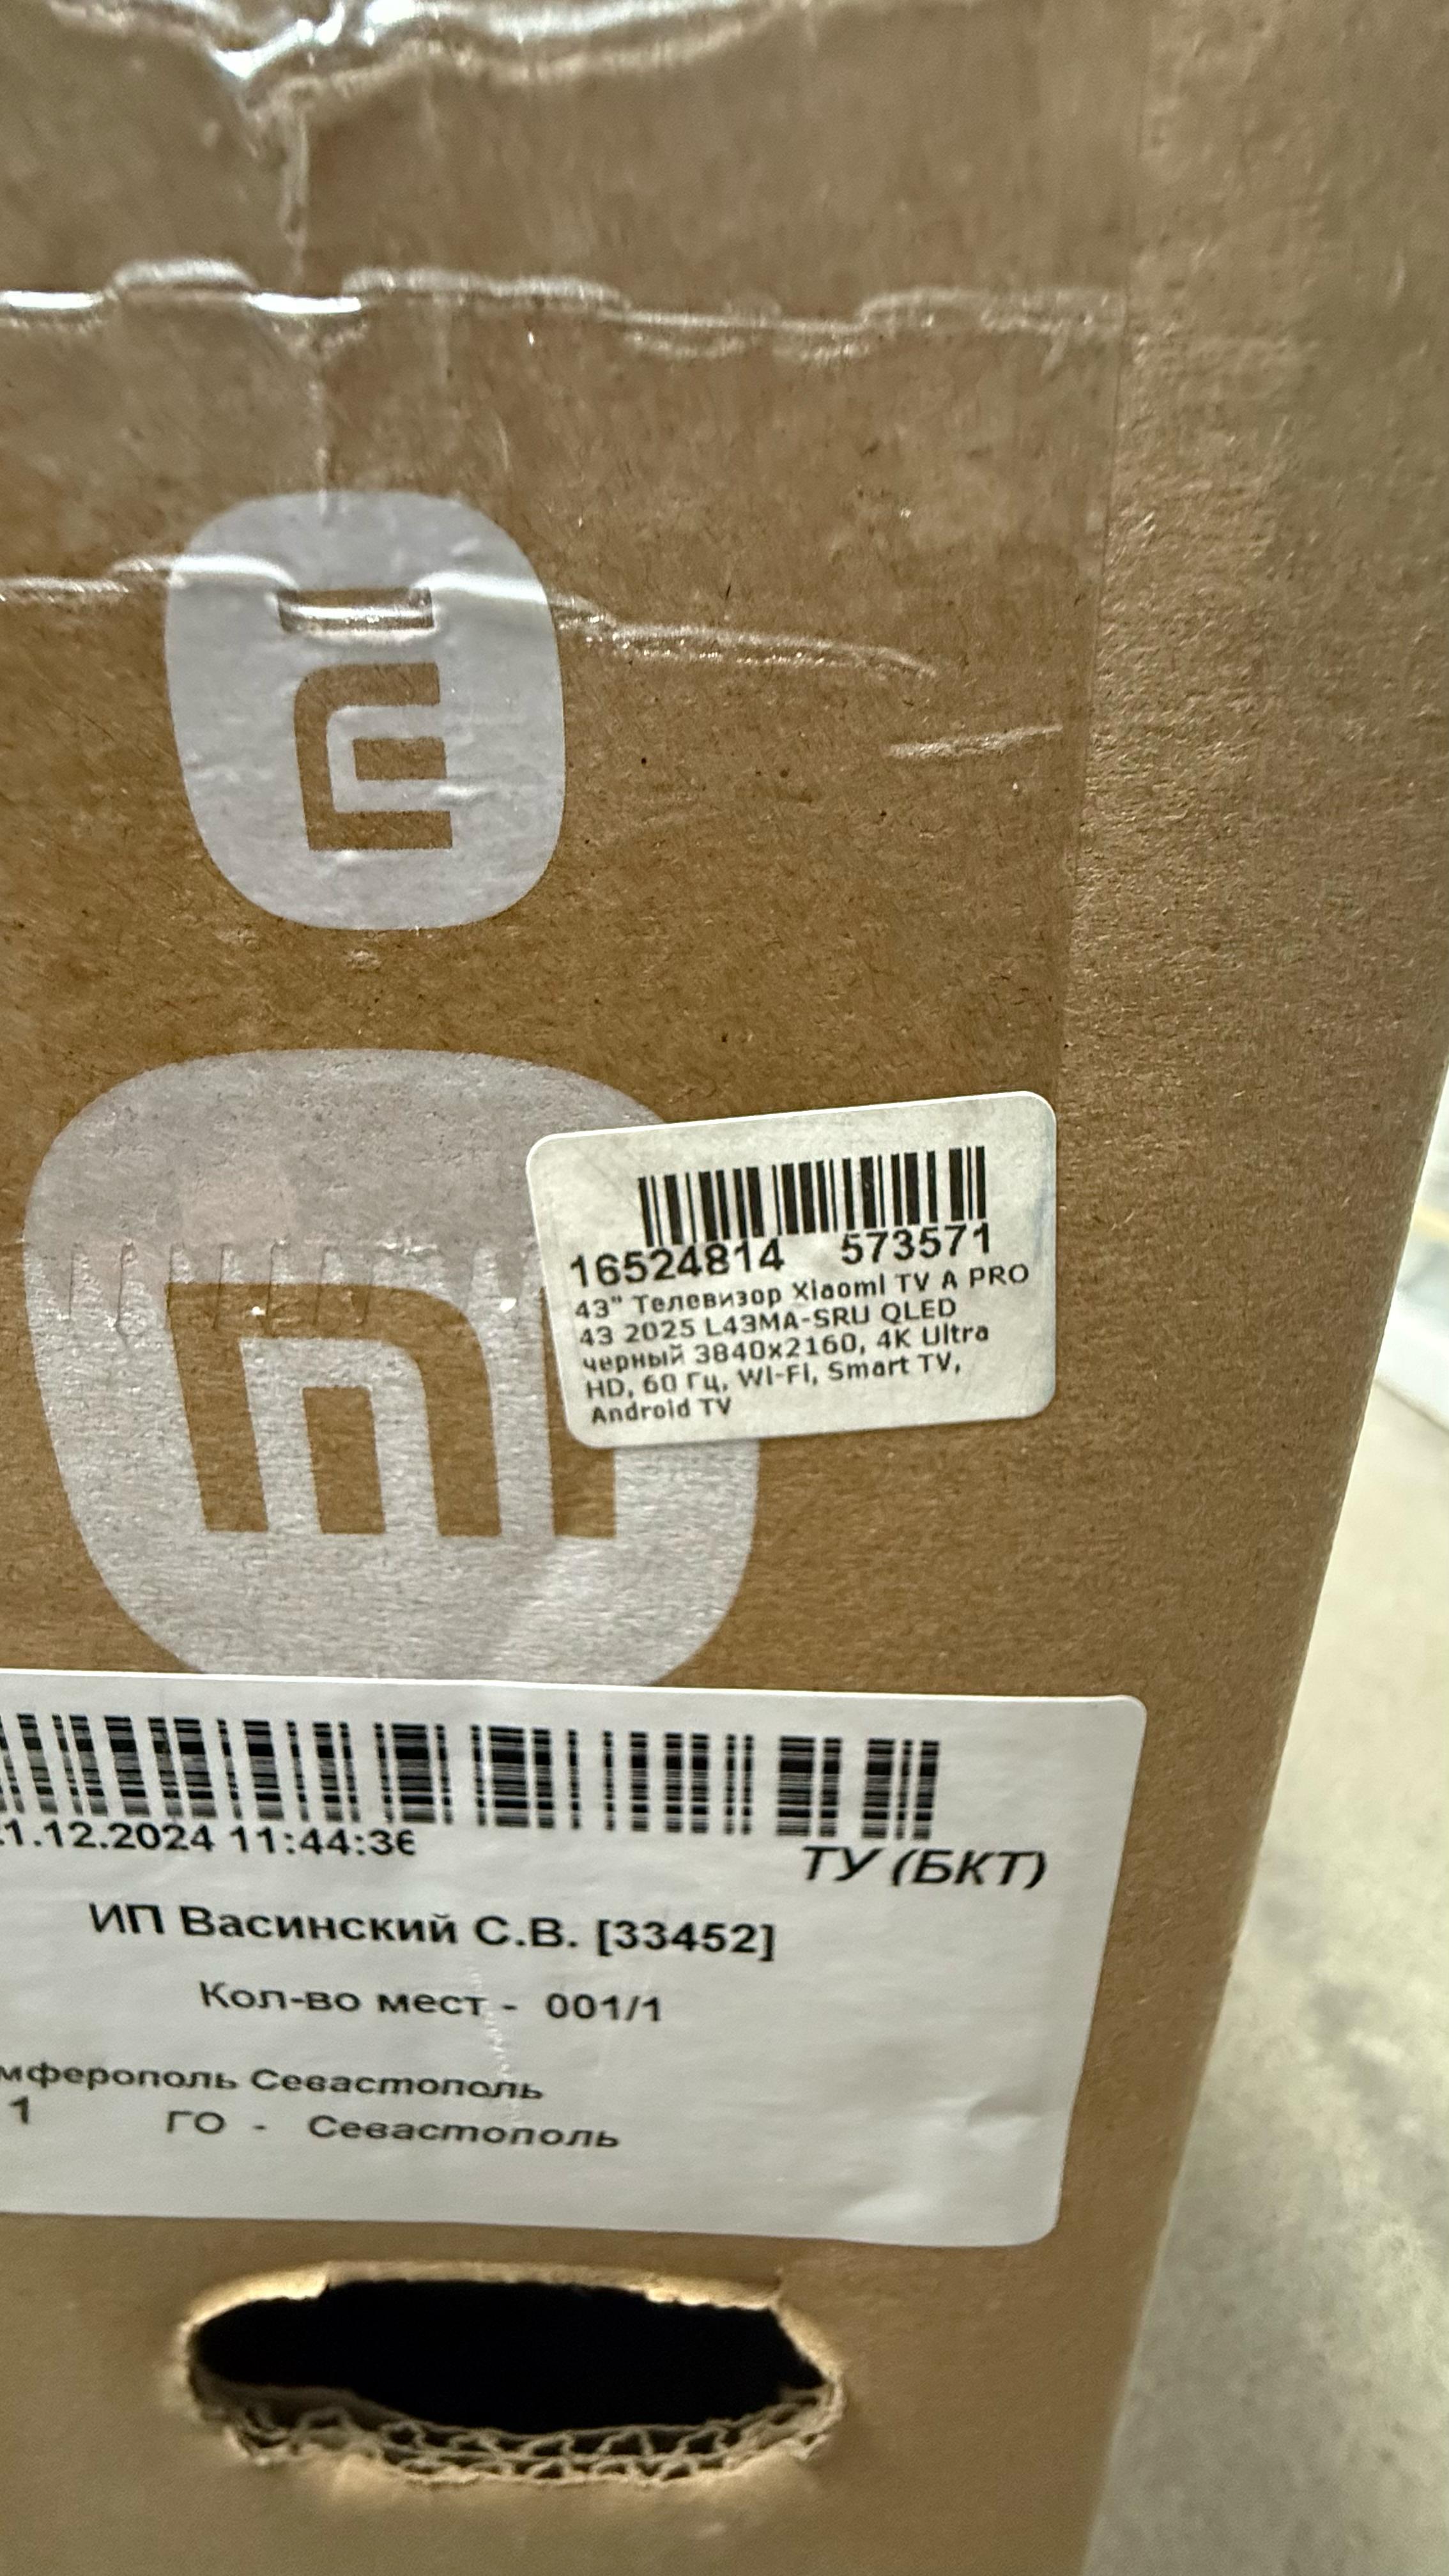 16524814 573571
43" Телевизор Xiaomi TV A PRO
43 2025 L43MA-SRU QLED
черный 3840x2160, 4K Ultra
HD, 60 Гц, Wi-Fi, Smart TV,
Android TV
1.12.2024 11:44:36
ТУ (БКТ)
ИП Васинский С.В. [33452]
Кол-во мест - 001/1
мферополь Севастополь
1 ГО - Севастополь